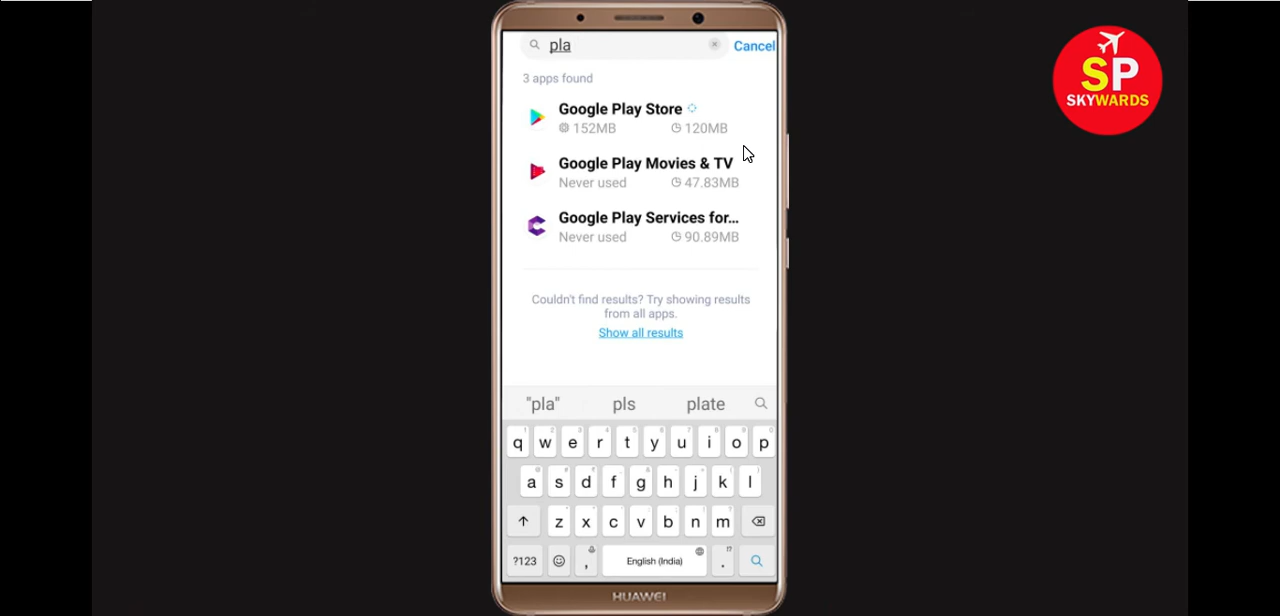 pla
Cancel
3 apps found
Google Play Store
152MB 120MB
Google Play Movies & TV
Never used 47.83MB
Google Play Services for...
Never used 90.89MB
Couldn't find results? Try showing results
from all apps.
Show all results
"pla" pls plate
q w e r t y u i o p
a s d f g h j k l
z x c v b n m
?123 , English (India) .
HUAWEI
SP
SKYWARDS